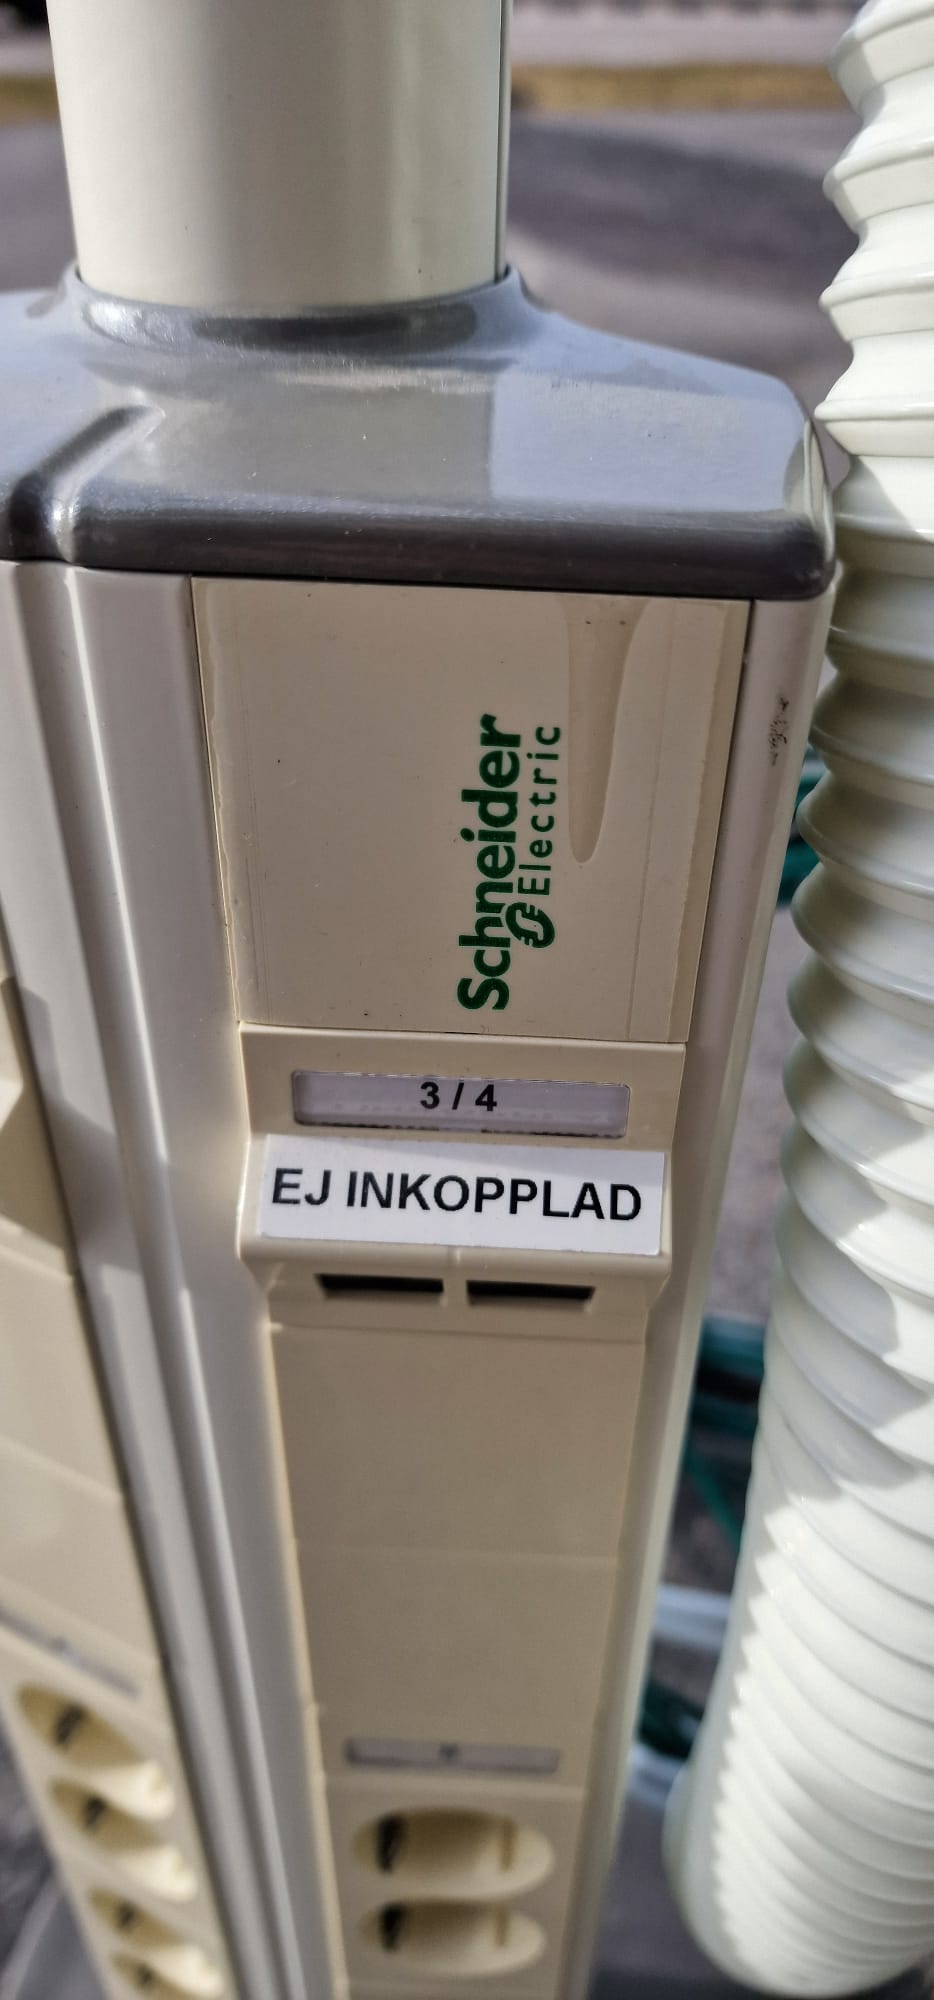 Schneider
Electric
3 / 4
EJ INKOPPLAD